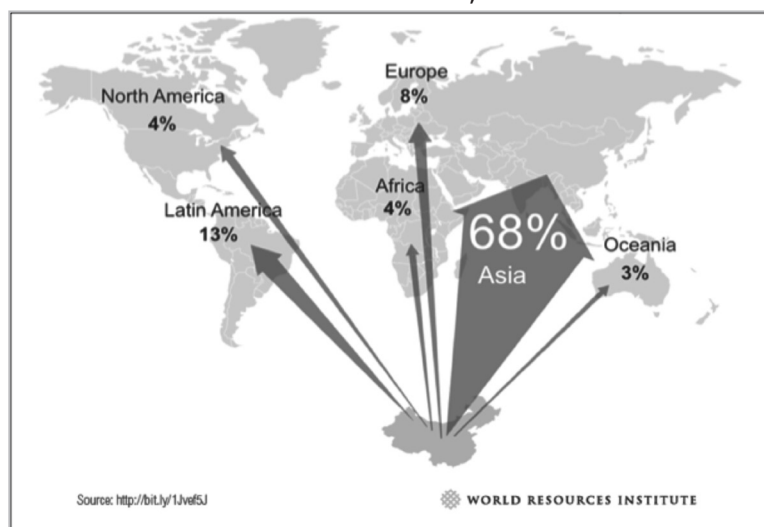 North America
4%
Europe
8%
Africa
4%
Latin America
13%
68%
Asia
Oceania
3%
Source: http://bit.ly/1Jvef5J
WORLD RESOURCES INSTITUTE